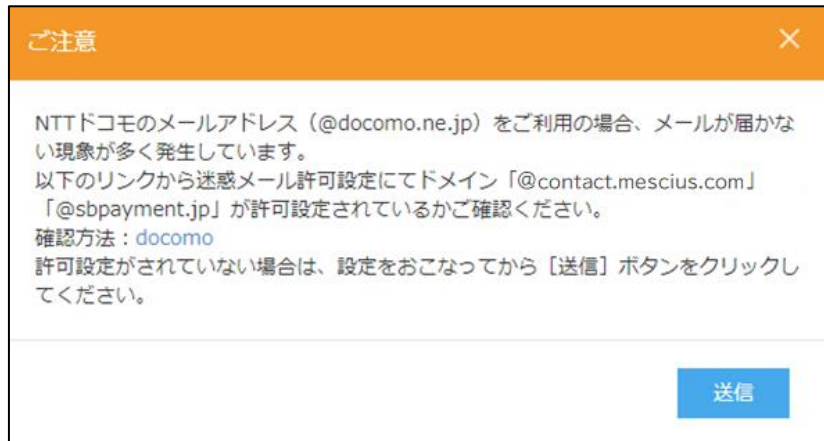 ご注意
×
NTTドコモのメールアドレス（@docomo.ne.jp）をご利用の場合、メールが届かな
い現象が多く発生しています。
以下のリンクから迷惑メール許可設定にてドメイン「@contact.mescius.com」
「@sbpayment.jp」が許可設定されているかご確認ください。
確認方法：docomo
許可設定がされていない場合は、設定をおこなってから［送信］ボタンをクリックし
てください。
送信